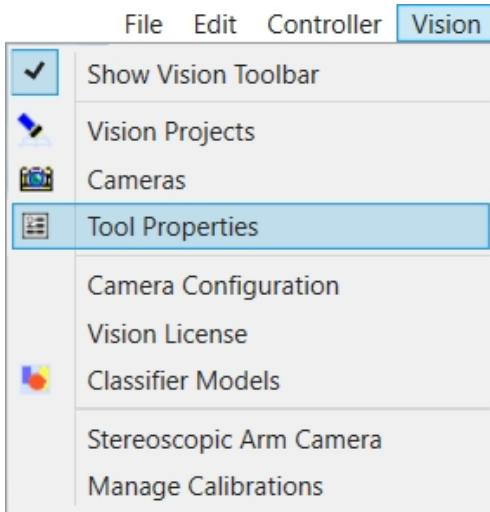 File Edit Controller Vision
Show Vision Toolbar
Vision Projects
Cameras
Tool Properties
Camera Configuration
Vision License
Classifier Models
Stereoscopic Arm Camera
Manage Calibrations